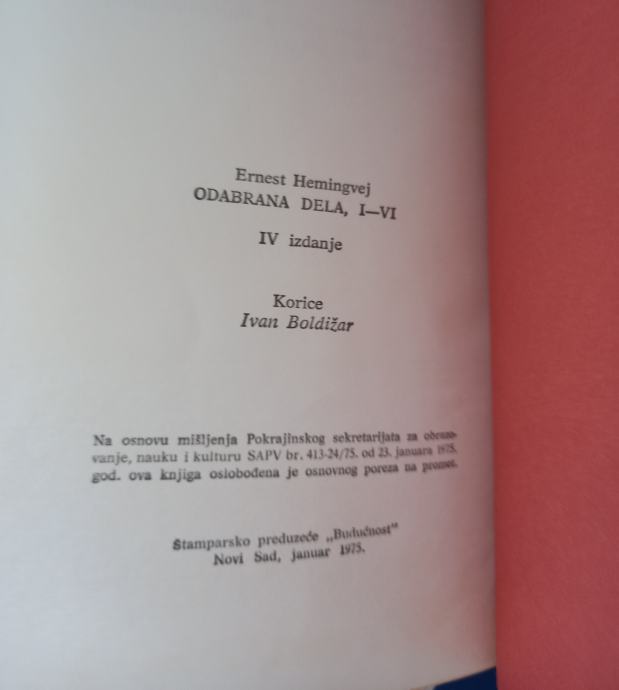 Ernest Hemingvej
ODABRANA DELA, I—VI
IV izdanje
Korice
Ivan Boldižar
Na osnovu mišljenja Pokrajinskog sekretarijata za obrazo-
vanje, nauku i kulturu SAPV br. 413-24/75. od 23. januara 1975.
god. ova knjiga oslobođena je osnovnog poreza na promet.
Štamparsko preduzeće „Budućnost"
Novi Sad, januar 1975.